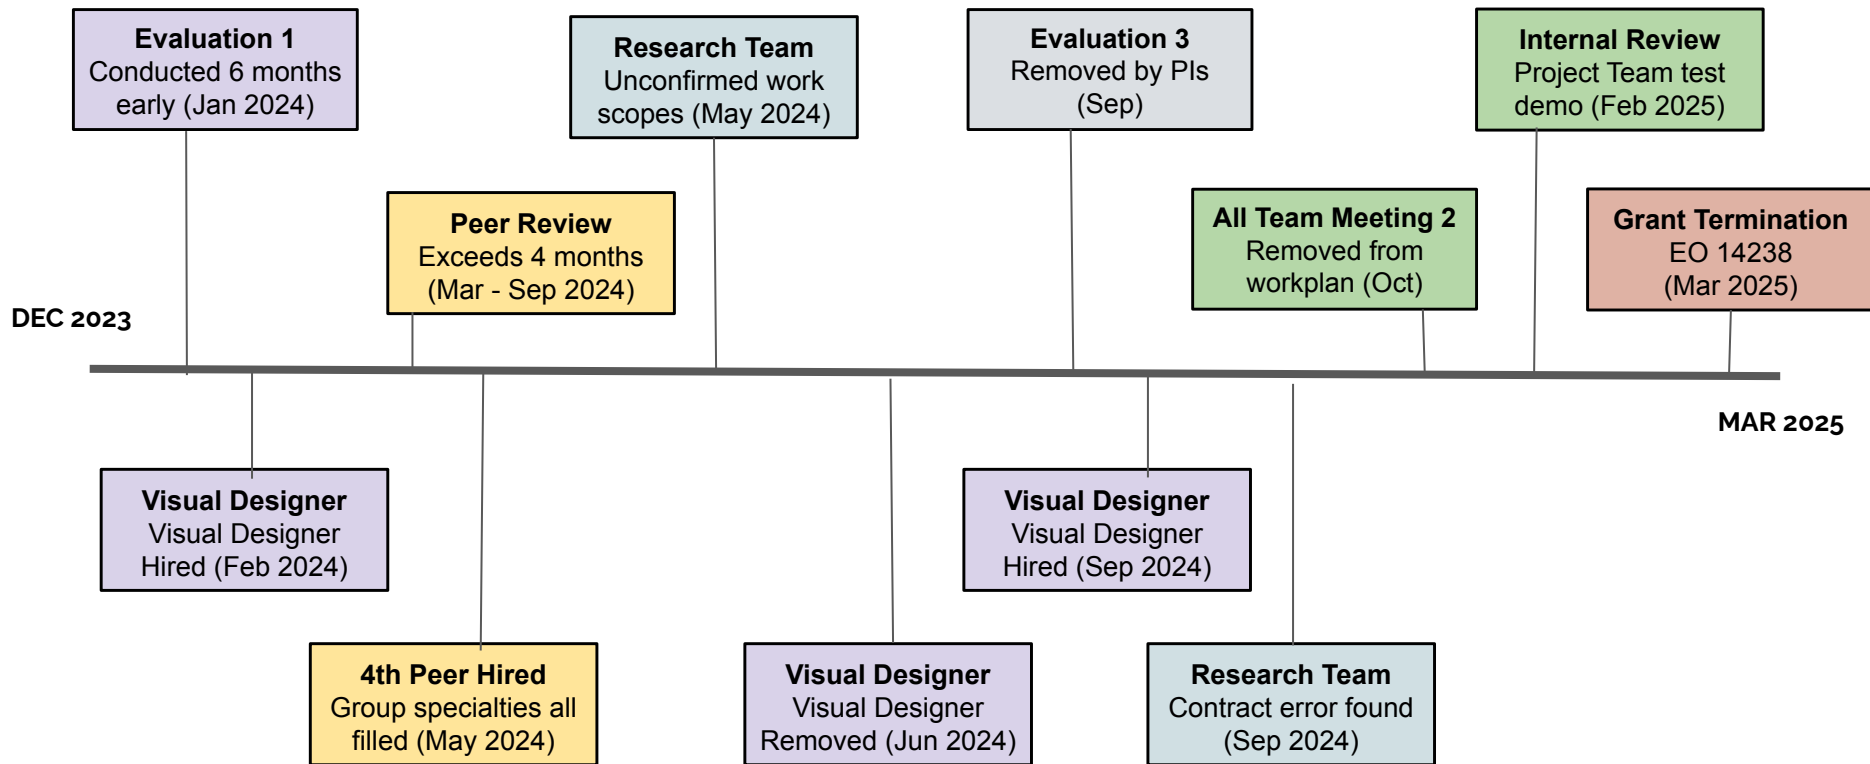 Evaluation 1
Conducted 6 months
early (Jan 2024)
Research Team
Unconfirmed work
scopes (May 2024)
Evaluation 3
Removed by PIs
(Sep)
Internal Review
Project Team test
demo (Feb 2025)
Peer Review
Exceeds 4 months
(Mar - Sep 2024)
All Team Meeting 2
Removed from
workplan (Oct)
Grant Termination
EO 14238
(Mar 2025)
DEC 2023
MAR 2025
Visual Designer
Visual Designer
Hired (Feb 2024)
Visual Designer
Visual Designer
Hired (Sep 2024)
4th Peer Hired
Group specialties all
filled (May 2024)
Visual Designer
Visual Designer
Removed (Jun 2024)
Research Team
Contract error found
(Sep 2024)